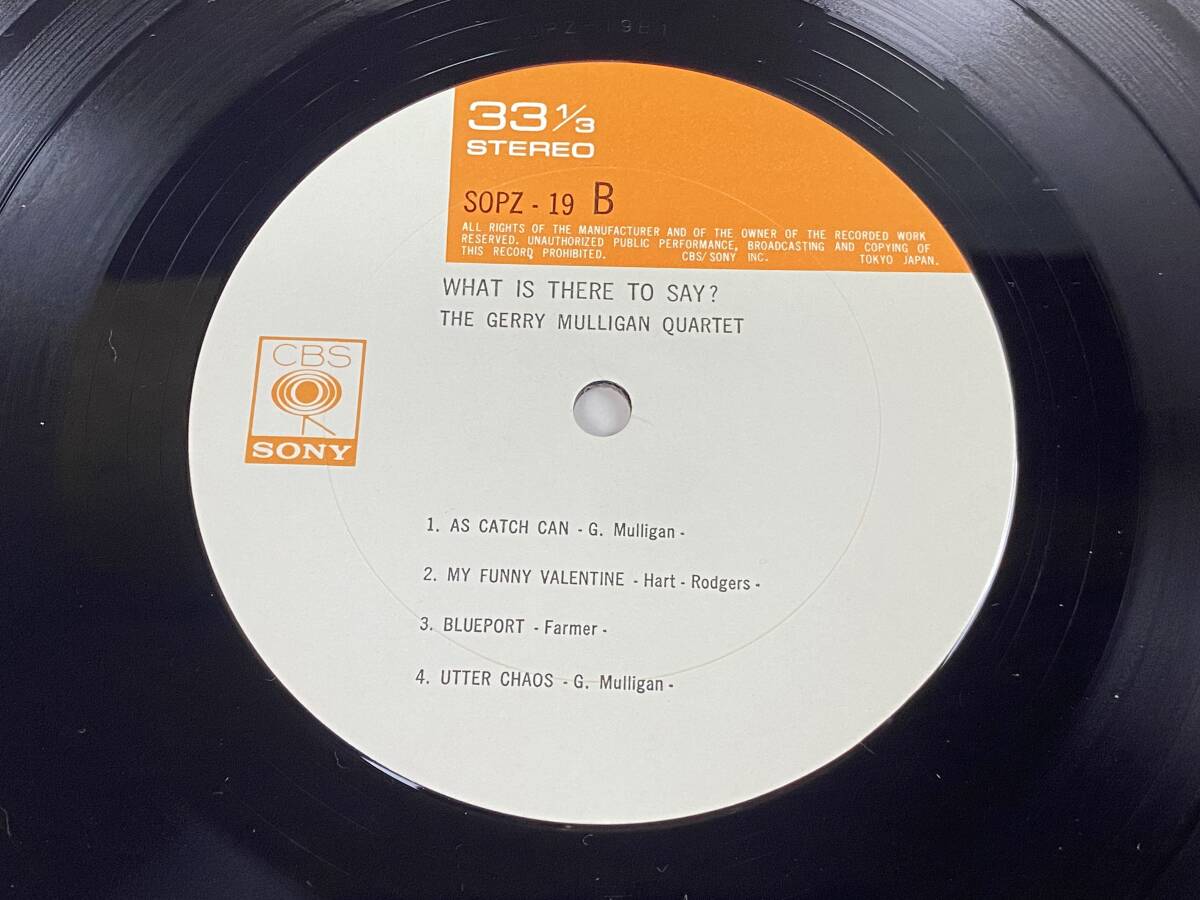 33 1/3
STEREO
SOPZ - 19 B
ALL RIGHTS OF THE MANUFACTURER AND OF THE OWNER OF THE RECORDED WORK
RESERVED. UNAUTHORIZED PUBLIC PERFORMANCE, BROADCASTING AND COPYING OF
THIS RECORQ PROHIBITED. CBS/SONY INC. TOKYO JAPAN.
WHAT IS THERE TO SAY?
THE GERRY MULLIGAN QUARTET
CBS
SONY
1. AS CATCH CAN - G. Mulligan -
2. MY FUNNY VALENTINE - Hart - Rodgers -
3. BLUEPORT - Farmer -
4. UTTER CHAOS - G. Mulligan -